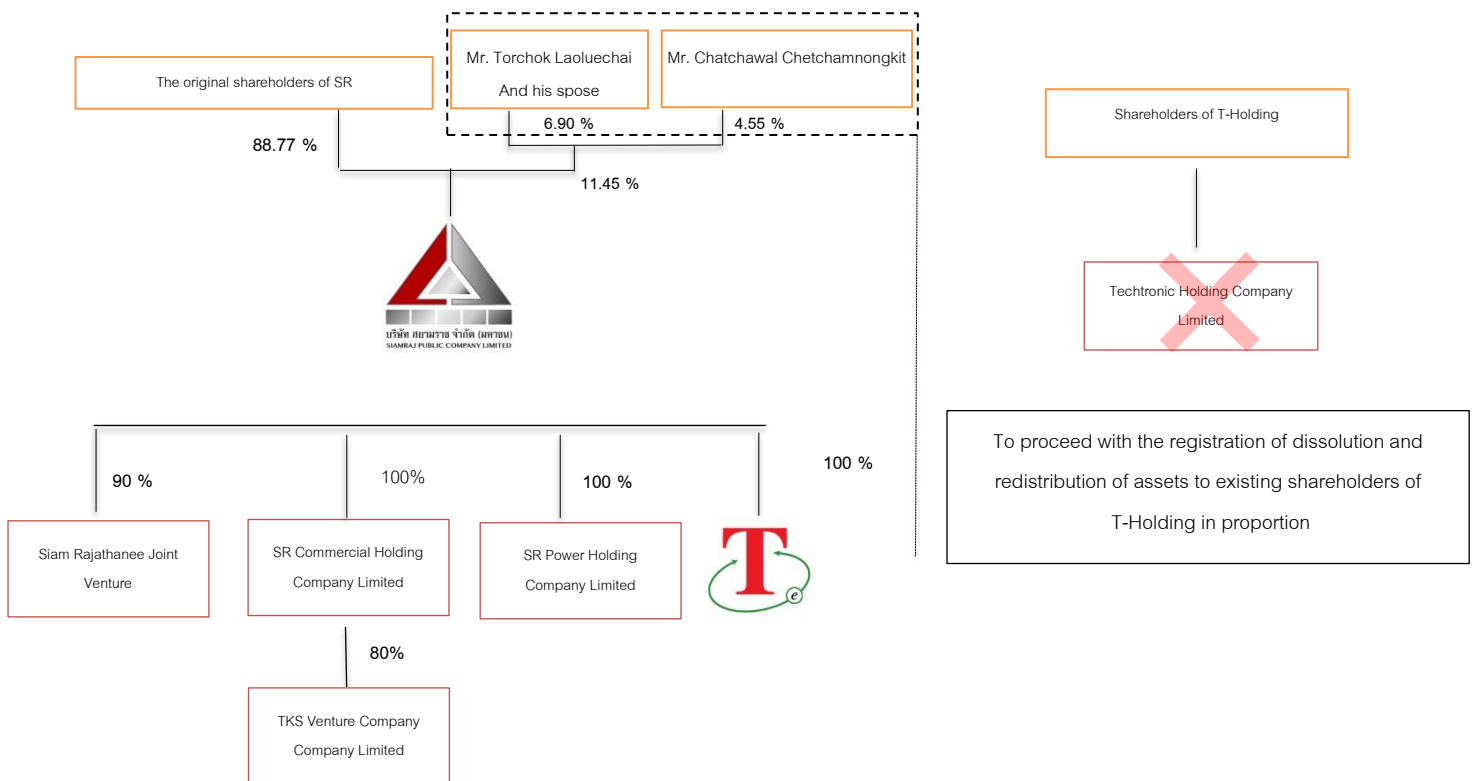 The original shareholders of SR
Mr. Torchok Laoluechai
And his spose
Mr. Chatchawal Chetchamnongkit
88.77 %
6.90 %
4.55 %
11.45 %
บริษัท สยามราช จำกัด (มหาชน)
SIAMRAJ PUBLIC COMPANY LIMITED
90 %
100%
100 %
100 %
Siam Rajathanee Joint
Venture
SR Commercial Holding
Company Limited
SR Power Holding
Company Limited
T
e
80%
TKS Venture Company
Company Limited
Shareholders of T-Holding
Techtronic Holding Company
Limited
To proceed with the registration of dissolution and
redistribution of assets to existing shareholders of
T-Holding in proportion